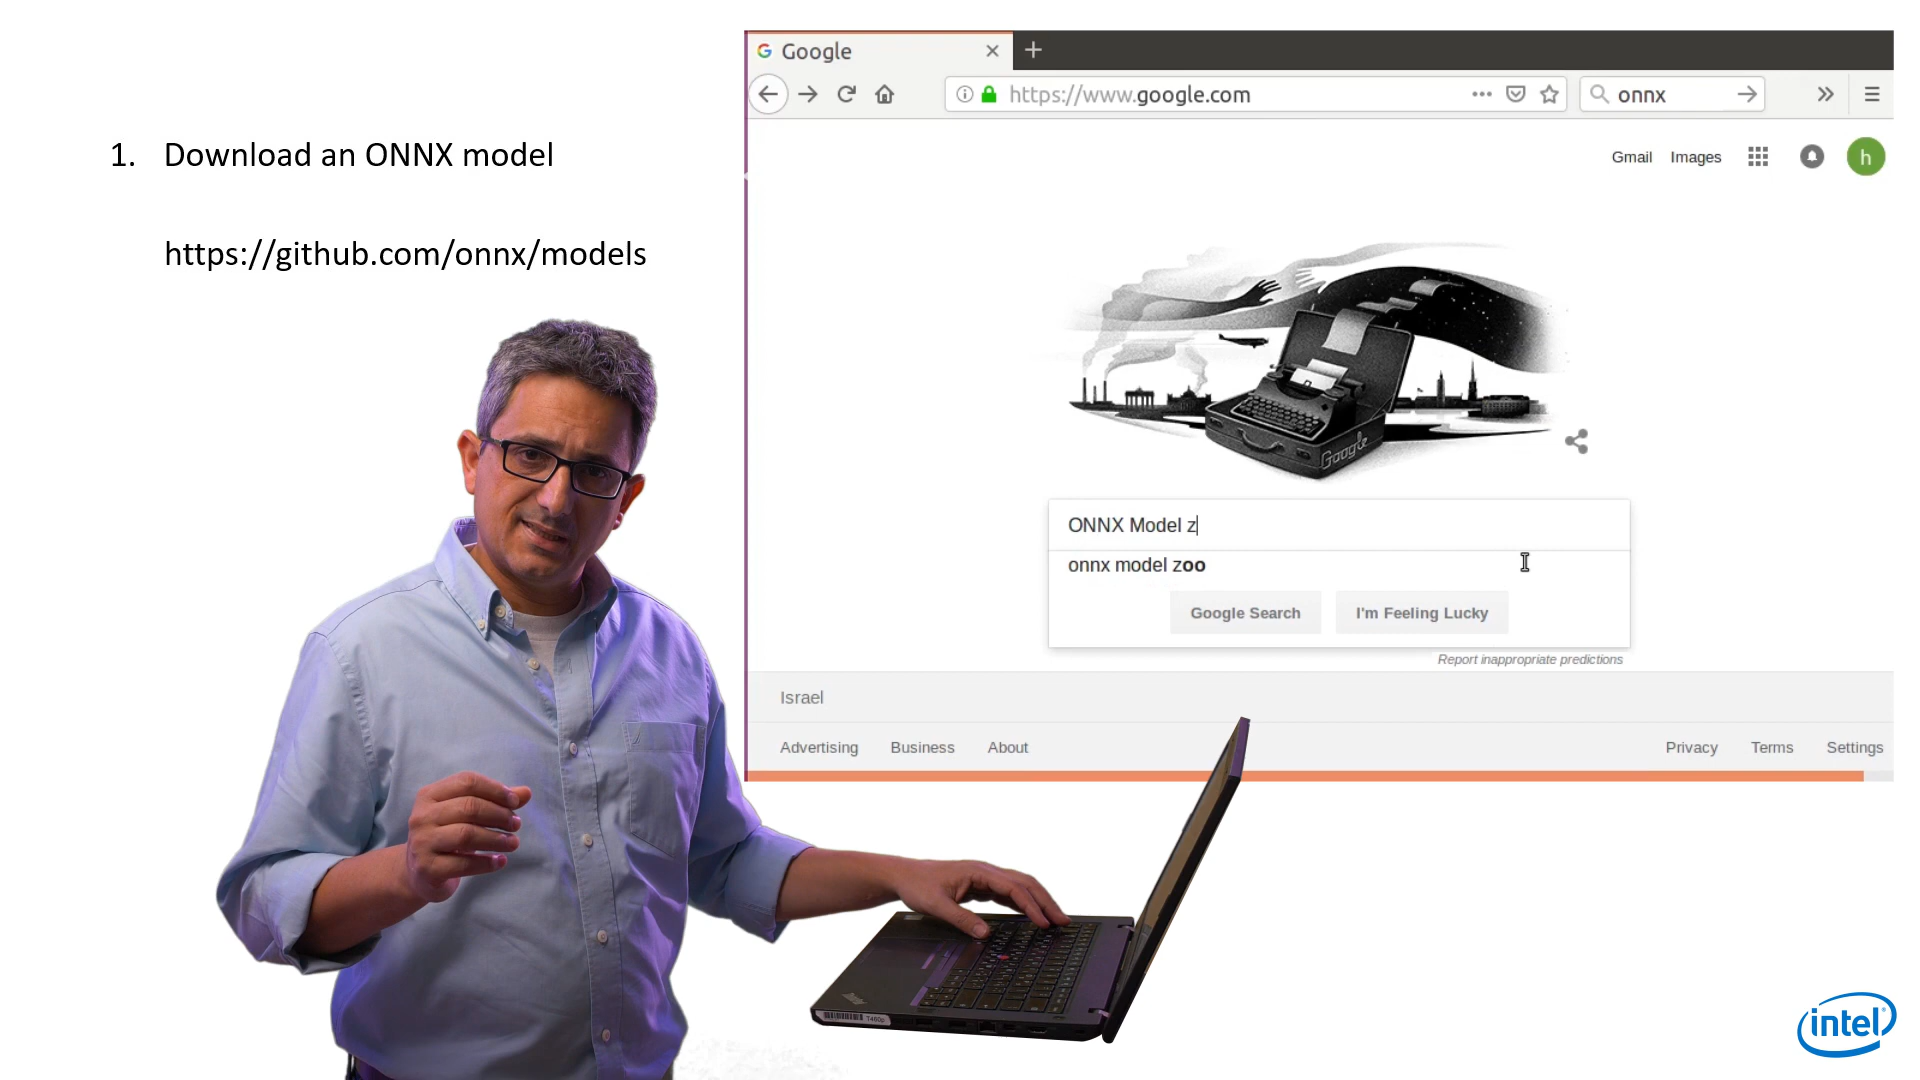 1. Download an ONNX model
https://github.com/onnx/models
Google
https://www.google.com
onnx
Gmail Images
h
Google
ONNX Model z
onnx model zoo
Google Search I'm Feeling Lucky
Report inappropriate predictions
Israel
Advertising Business About Privacy Terms Settings
T460p
intel